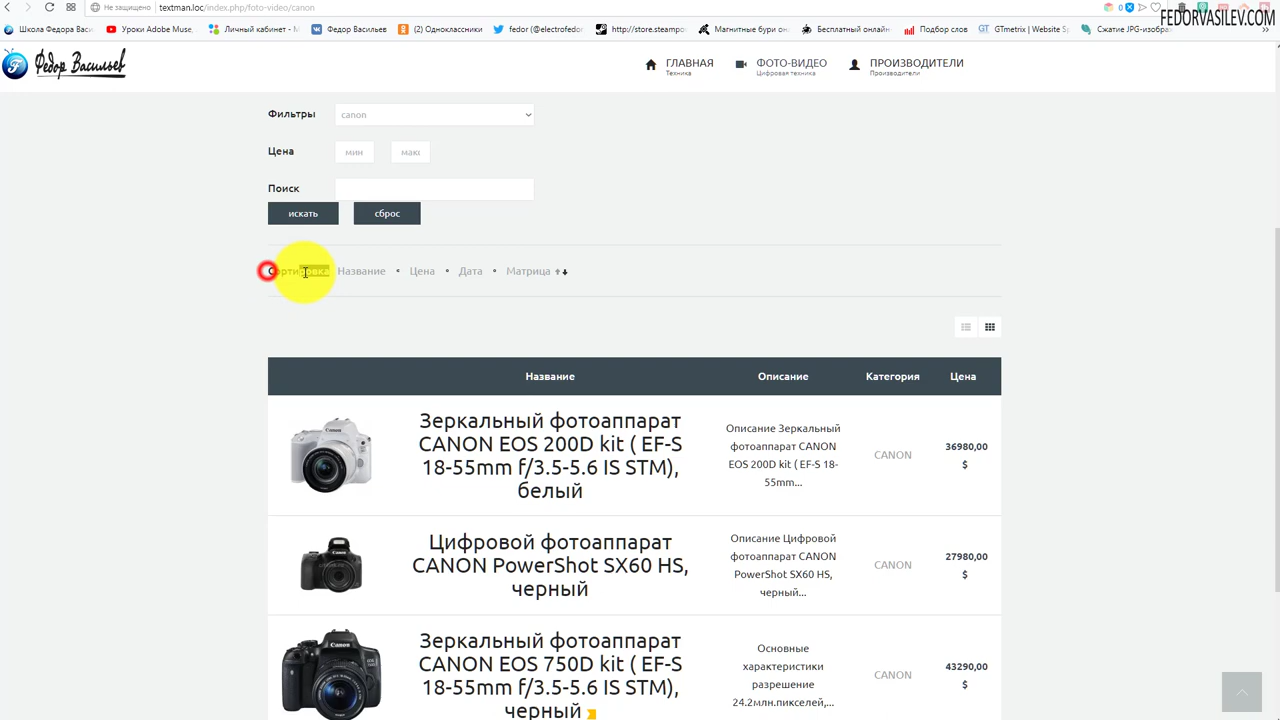 Не защищено textman.loc/index.php/foto-video/canon
FEDORVASILEV.COM
Школа Федора Васи Уроки Adobe Muse, Личный кабинет - М Федор Васильев (2) Одноклассники fedor (@electrofedor http://store.steampo Магнитные бури он Бесплатный онлайн Подбор слов GTmetrix | Website Sp Сжатие JPG-изобра
Федор Васильев
ГЛАВНАЯ ФОТО-ВИДЕО ПРОИЗВОДИТЕЛИ
Техника Цифровая техника Производители
Фильтры canon
Цена мин макс
Поиск
искать сброс
Сортировка Название • Цена • Дата • Матрица
Название Описание Категория Цена
Зеркальный фотоаппарат
CANON EOS 200D kit ( EF-S
18-55mm f/3.5-5.6 IS STM),
белый
Описание Зеркальный
фотоаппарат CANON
EOS 200D kit ( EF-S 18-
55mm...
CANON
36980,00
$
Цифровой фотоаппарат
CANON PowerShot SX60 HS,
черный
Описание Цифровой
фотоаппарат CANON
PowerShot SX60 HS,
черный...
CANON
27980,00
$
Зеркальный фотоаппарат
CANON EOS 750D kit ( EF-S
18-55mm f/3.5-5.6 IS STM),
черный
Основные
характеристики
разрешение
24.2млн.пикселей,...
CANON
43290,00
$